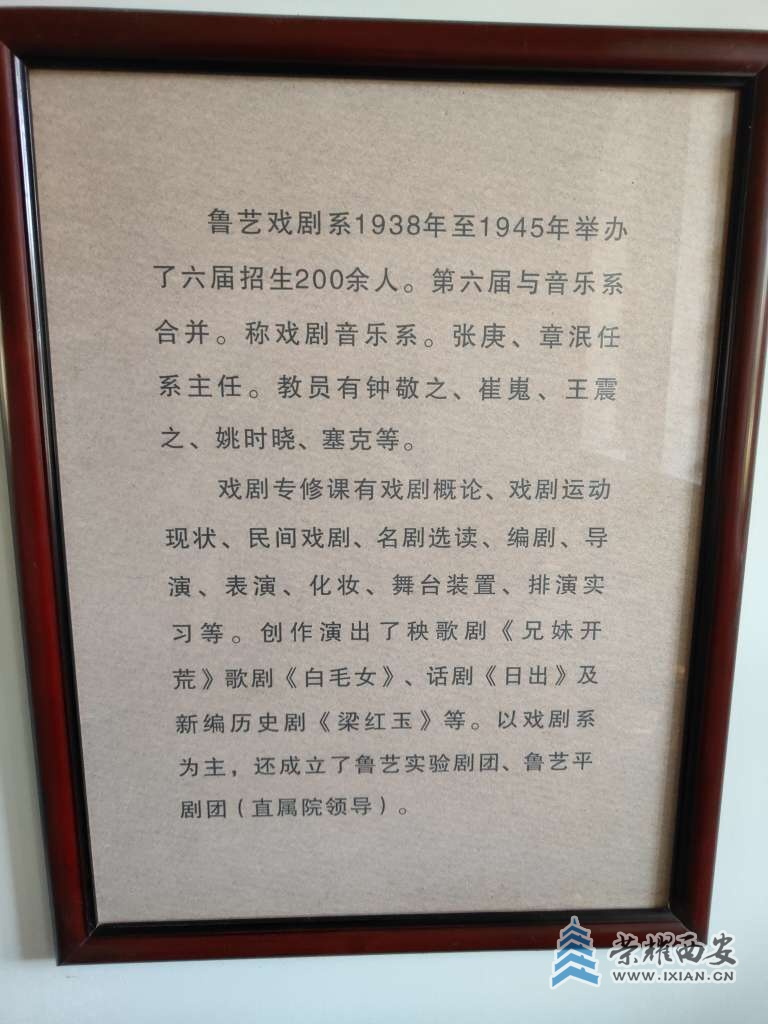 鲁艺戏剧系1938年至1945年举办
了六届招生200余人。第六届与音乐系
合并。称戏剧音乐系。张庚、章泯任
系主任。教员有钟敬之、崔嵬、王震
之、姚时晓、塞克等。
戏剧专修课有戏剧概论、戏剧运动
现状、民间戏剧、名剧选读、编剧、导
演、表演、化妆、舞台装置、排演实
习等。创作演出了秧歌剧《兄妹开
荒》歌剧《白毛女》、话剧《日出》及
新编历史剧《梁红玉》等。以戏剧系
为主，还成立了鲁艺实验剧团、鲁艺平
剧团（直属院领导）。
荣耀西安
WWW.IXIAN.CN